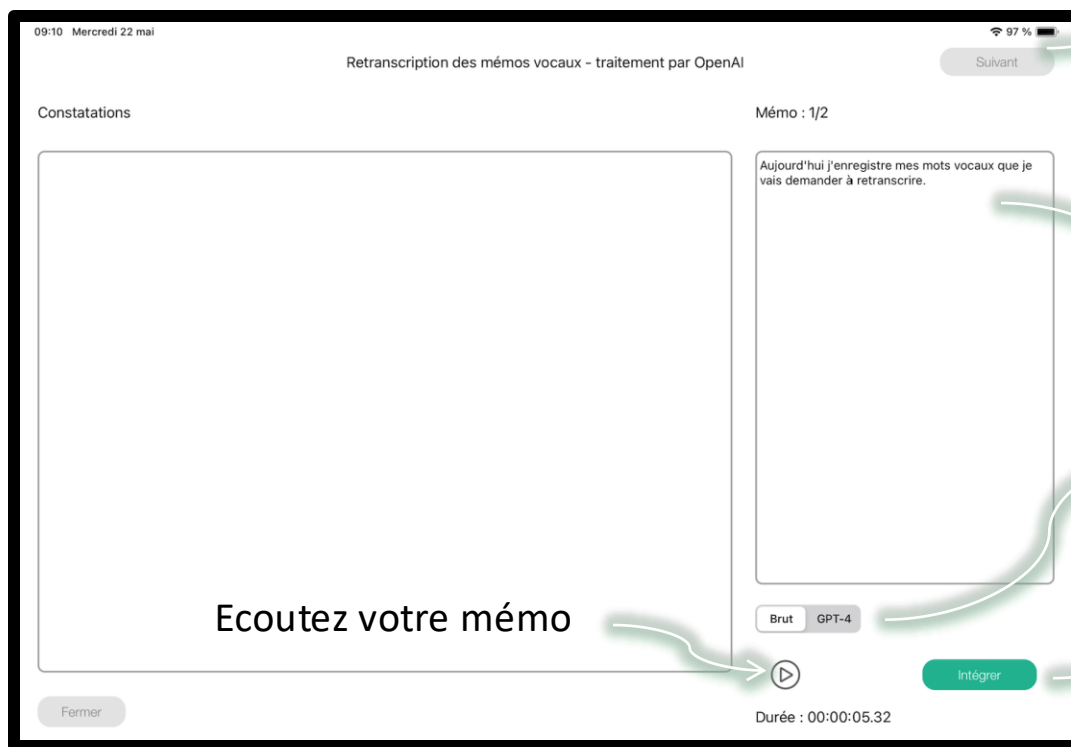 09:10 Mercredi 22 mai
97 %
Retranscription des mémos vocaux - traitement par OpenAI
Suivant
Constatations
Mémo : 1/2
Aujourd'hui j'enregistre mes mots vocaux que je
vais demander à retranscrire.
Ecoutez votre mémo
Brut GPT-4
Intégrer
Fermer
Durée : 00:00:05.32